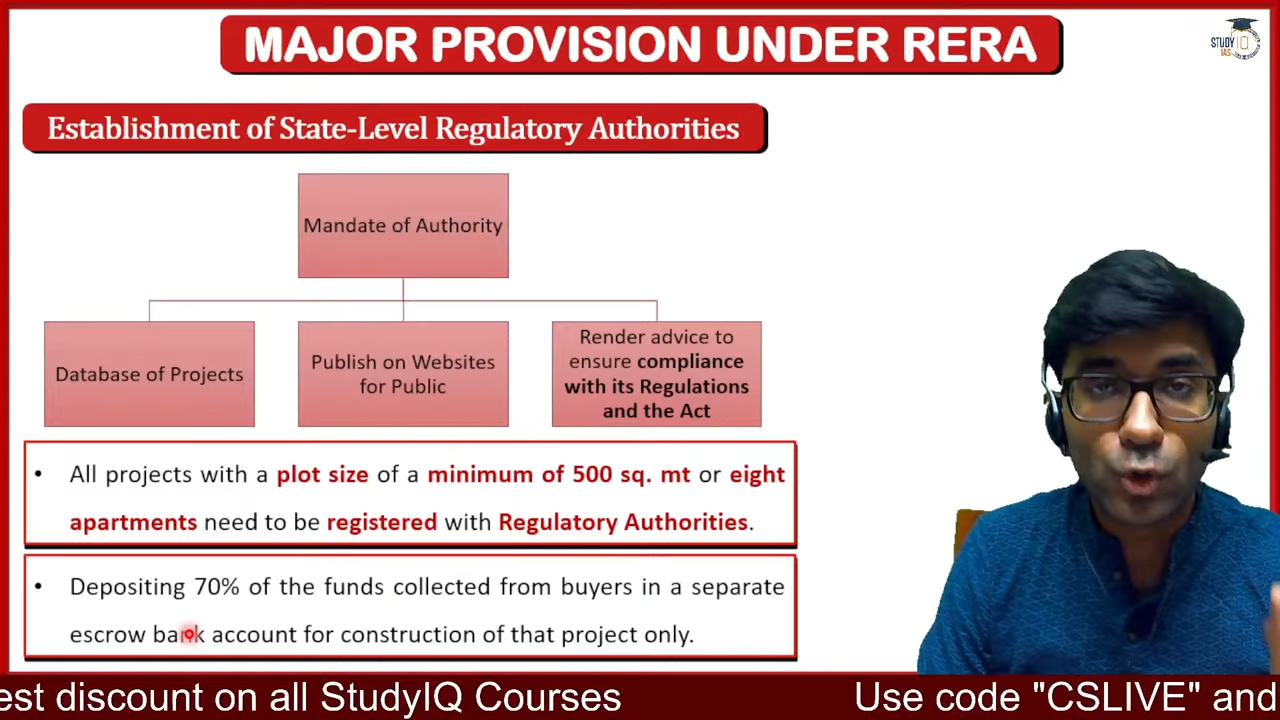 MAJOR PROVISION UNDER RERA
STUDY IQ
IAS
Establishment of State-Level Regulatory Authorities
Mandate of Authority
Database of Projects
Publish on Websites
for Public
Render advice to
ensure compliance
with its Regulations
and the Act
• All projects with a plot size of a minimum of 500 sq. mt or eight
apartments need to be registered with Regulatory Authorities.
• Depositing 70% of the funds collected from buyers in a separate
escrow bank account for construction of that project only.
est discount on all StudyIQ Courses Use code "CSLIVE" and